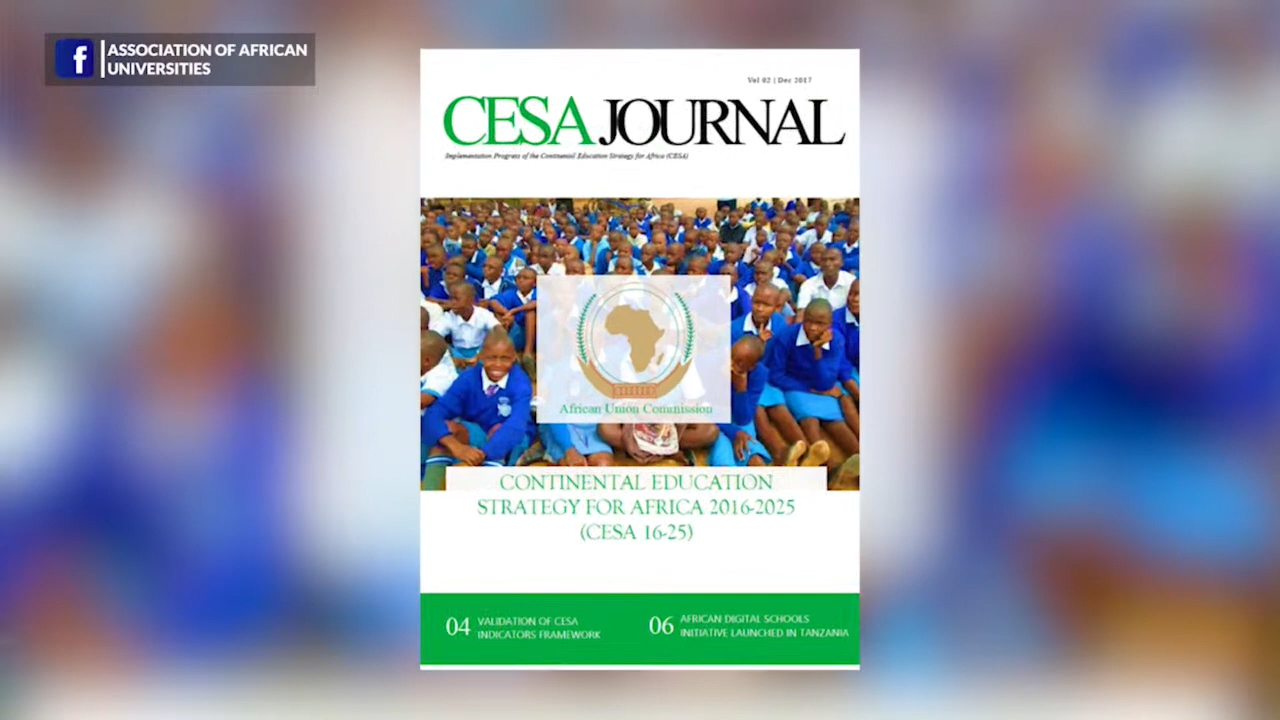 ASSOCIATION OF AFRICAN
UNIVERSITIES
Vol 02 | Dec 2017
CESA JOURNAL
Implementation Progress of the Continental Education Strategy for Africa (CESA)
African Union Commission
CONTINENTAL EDUCATION
STRATEGY FOR AFRICA 2016-2025
(CESA 16-25)
04 VALIDATION OF CESA
INDICATORS FRAMEWORK
06 AFRICAN DIGITAL SCHOOLS
INITIATIVE LAUNCHED IN TANZANIA